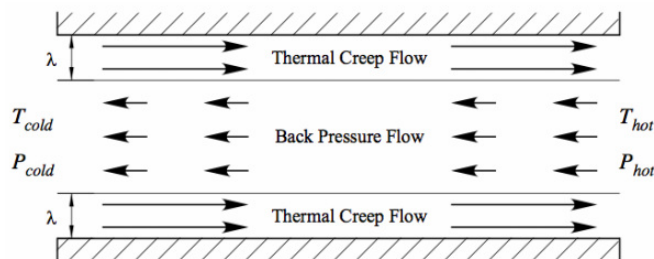 λ
Thermal Creep Flow
T_cold
T_hot
Back Pressure Flow
P_cold
P_hot
λ
Thermal Creep Flow